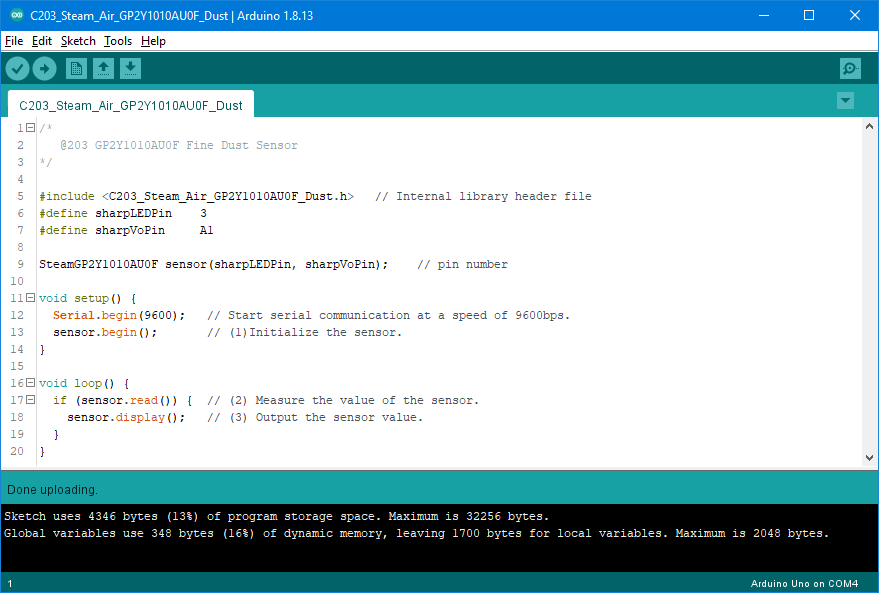 C203_Steam_Air_GP2Y1010AU0F_Dust | Arduino 1.8.13
File Edit Sketch Tools Help
C203_Steam_Air_GP2Y1010AU0F_Dust
1 /*
2    @203 GP2Y1010AU0F Fine Dust Sensor
3 */
4
5 #include <C203_Steam_Air_GP2Y1010AU0F_Dust.h>   // Internal library header file
6 #define sharpLEDPin    3
7 #define sharpVoPin     A1
8
9 SteamGP2Y1010AU0F sensor(sharpLEDPin, sharpVoPin);    // pin number
10
11 void setup() {
12   Serial.begin(9600);   // Start serial communication at a speed of 9600bps.
13   sensor.begin();       // (1)Initialize the sensor.
14 }
15
16 void loop() {
17   if (sensor.read()) {  // (2) Measure the value of the sensor.
18     sensor.display();   // (3) Output the sensor value.
19   }
20 }
Done uploading.
Sketch uses 4346 bytes (13%) of program storage space. Maximum is 32256 bytes.
Global variables use 348 bytes (16%) of dynamic memory, leaving 1700 bytes for local variables. Maximum is 2048 bytes.
1 Arduino Uno on COM4